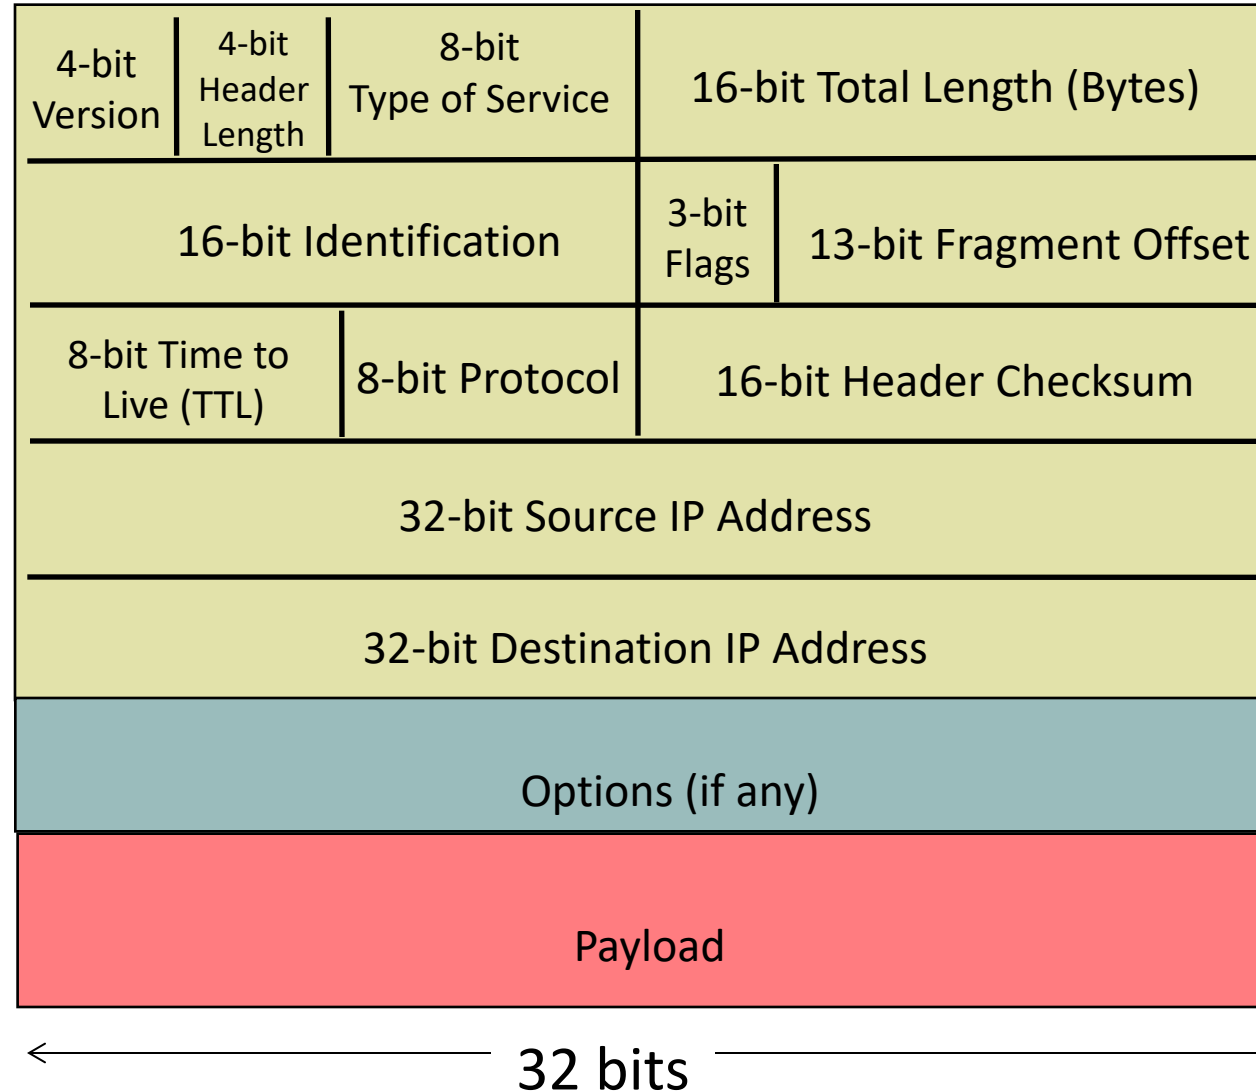 4-bit
Version
4-bit
Header
Length
8-bit
Type of Service
16-bit Total Length (Bytes)
16-bit Identification
3-bit
Flags
13-bit Fragment Offset
8-bit Time to
Live (TTL)
8-bit Protocol
16-bit Header Checksum
32-bit Source IP Address
32-bit Destination IP Address
Options (if any)
Payload
32 bits